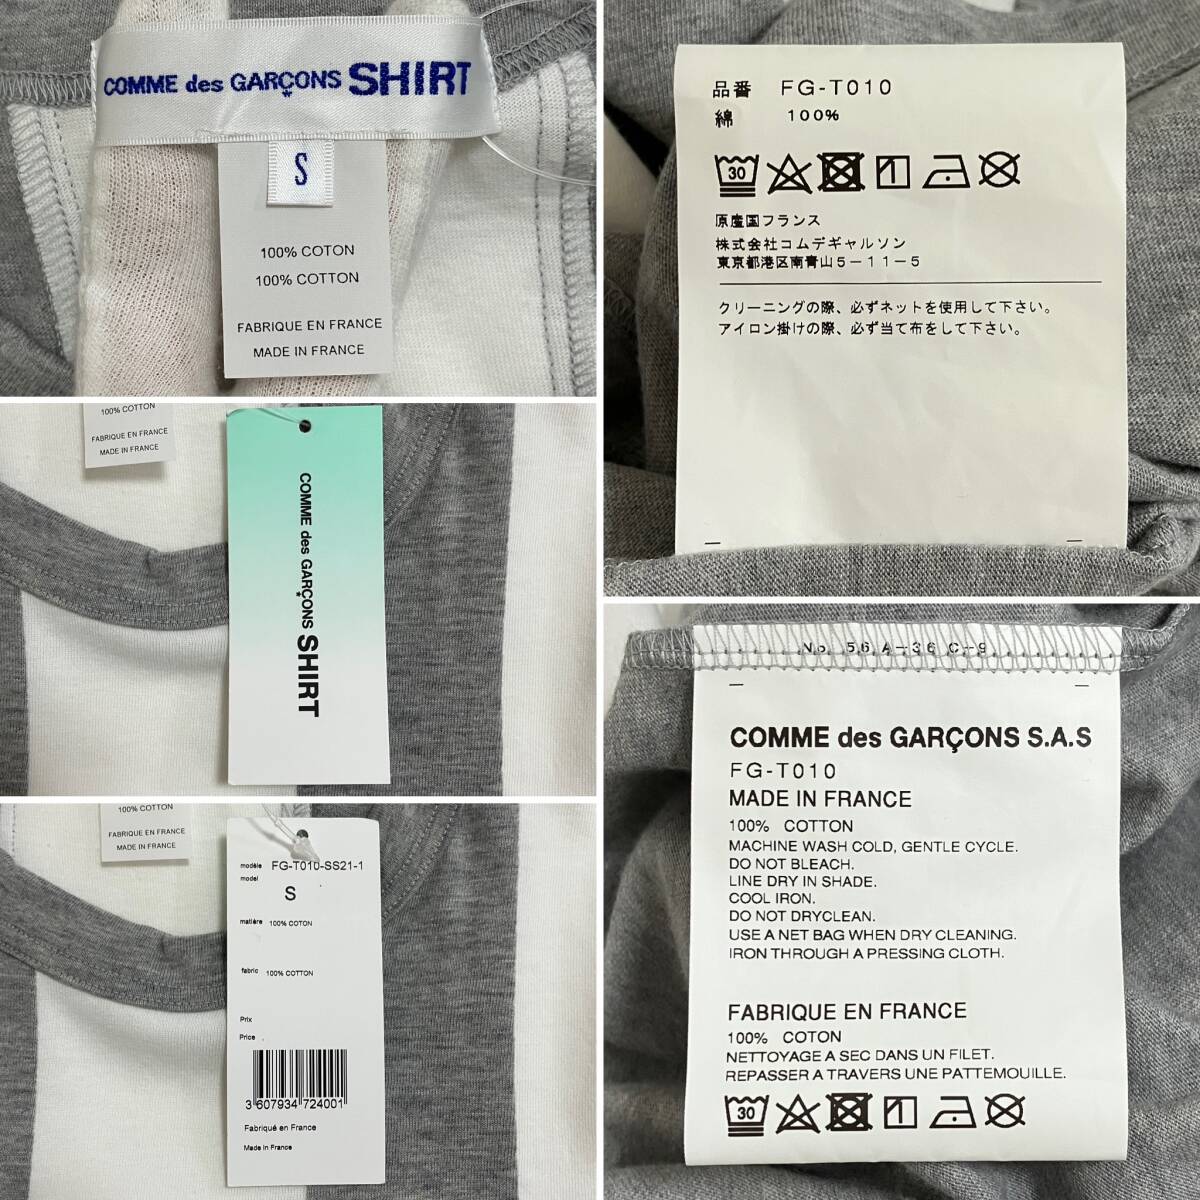 COMME des GARÇONS SHIRT
S
100% COTON
100% COTTON
FABRIQUE EN FRANCE
MADE IN FRANCE
品番 FG-T010
綿 100%
30
原産国フランス
株式会社コムデギャルソン
東京都港区南青山5-11-5
クリーニングの際、必ずネットを使用して下さい。
アイロン掛けの際、必ず当て布をして下さい。
100% COTTON
FABRIQUE EN FRANCE
MADE IN FRANCE
COMME des GARÇONS SHIRT
100% COTTON
FABRIQUE EN FRANCE
MADE IN FRANCE
modèle FG-T010-SS21-1
model
S
matière 100% COTON
fabric 100% COTTON
Prix
Price
3 607934 724001
Fabriqué en France
Made in France
No. 56 A-36 C-9
COMME des GARÇONS S.A.S
FG-T010
MADE IN FRANCE
100% COTTON
MACHINE WASH COLD, GENTLE CYCLE.
DO NOT BLEACH.
LINE DRY IN SHADE.
COOL IRON.
DO NOT DRYCLEAN.
USE A NET BAG WHEN DRY CLEANING.
IRON THROUGH A PRESSING CLOTH.
FABRIQUE EN FRANCE
100% COTON
NETTOYAGE A SEC DANS UN FILET.
REPASSER A TRAVERS UNE PATTEMOUILLE.
30